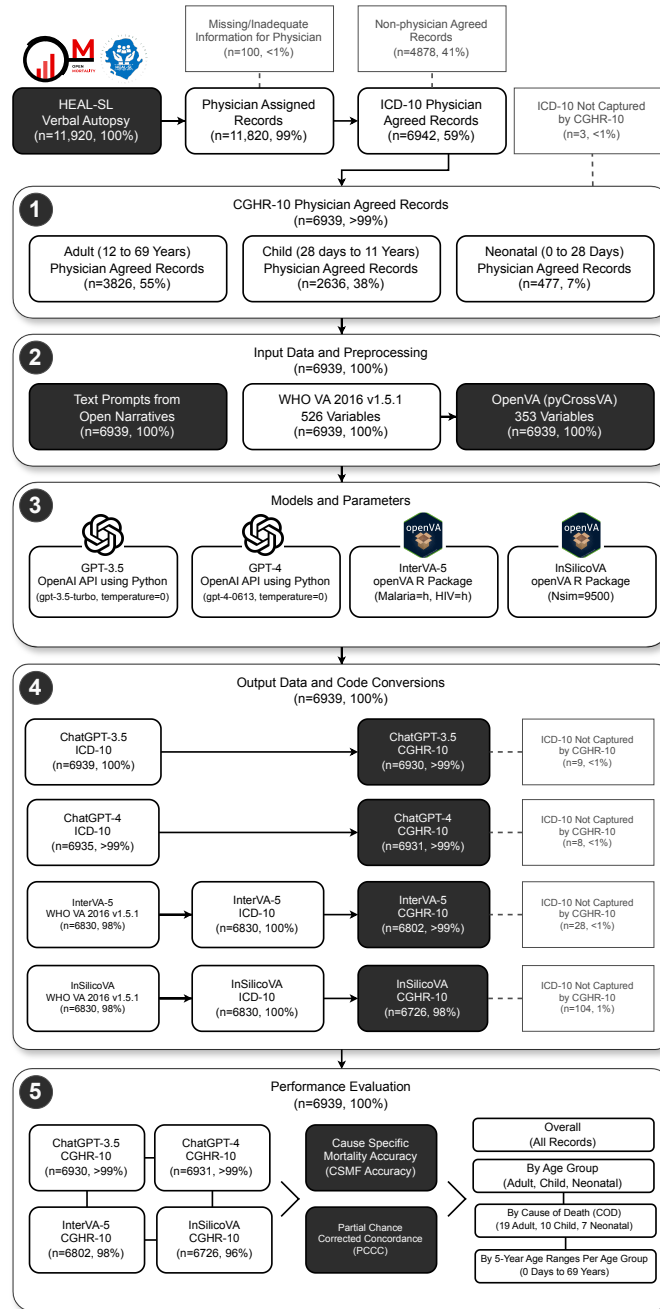 Missing/Inadequate
Information for Physician
(n=100, <1%)
Non-physician Agreed
Records
(n=4878, 41%)
M
OPEN
MORTALITY
HEAL-SL
HEAL-SL
Verbal Autopsy
(n=11,920, 100%)
Physician Assigned
Records
(n=11,820, 99%)
ICD-10 Physician
Agreed Records
(n=6942, 59%)
ICD-10 Not Captured
by CGHR-10
(n=3, <1%)
1
CGHR-10 Physician Agreed Records
(n=6939, >99%)
Adult (12 to 69 Years)
Physician Agreed Records
(n=3826, 55%)
Child (28 days to 11 Years)
Physician Agreed Records
(n=2636, 38%)
Neonatal (0 to 28 Days)
Physician Agreed Records
(n=477, 7%)
2
Input Data and Preprocessing
(n=6939, 100%)
Text Prompts from
Open Narratives
(n=6939, 100%)
WHO VA 2016 v1.5.1
526 Variables
(n=6939, 100%)
OpenVA (pyCrossVA)
353 Variables
(n=6939, 100%)
3
Models and Parameters
GPT-3.5
OpenAI API using Python
(gpt-3.5-turbo, temperature=0)
GPT-4
OpenAI API using Python
(gpt-4-0613, temperature=0)
openVA
InterVA-5
openVA R Package
(Malaria=h, HIV=h)
openVA
InSilicoVA
openVA R Package
(Nsim=9500)
4
Output Data and Code Conversions
(n=6939, 100%)
ChatGPT-3.5
ICD-10
(n=6939, 100%)
ChatGPT-3.5
CGHR-10
(n=6930, >99%)
ICD-10 Not Captured
by CGHR-10
(n=9, <1%)
ChatGPT-4
ICD-10
(n=6935, >99%)
ChatGPT-4
CGHR-10
(n=6931, >99%)
ICD-10 Not Captured
by CGHR-10
(n=8, <1%)
InterVA-5
WHO VA 2016 v1.5.1
(n=6830, 98%)
InterVA-5
ICD-10
(n=6830, 100%)
InterVA-5
CGHR-10
(n=6802, >99%)
ICD-10 Not Captured
by CGHR-10
(n=28, <1%)
InSilicoVA
WHO VA 2016 v1.5.1
(n=6830, 98%)
InSilicoVA
ICD-10
(n=6830, 100%)
InSilicoVA
CGHR-10
(n=6726, 98%)
ICD-10 Not Captured
by CGHR-10
(n=104, 1%)
5
Performance Evaluation
(n=6939, 100%)
ChatGPT-3.5
CGHR-10
(n=6930, >99%)
ChatGPT-4
CGHR-10
(n=6931, >99%)
InterVA-5
CGHR-10
(n=6802, 98%)
InSilicoVA
CGHR-10
(n=6726, 96%)
Cause Specific
Mortality Accuracy
(CSMF Accuracy)
Partial Chance
Corrected Concordance
(PCCC)
Overall
(All Records)
By Age Group
(Adult, Child, Neonatal)
By Cause of Death (COD)
(19 Adult, 10 Child, 7 Neonatal)
By 5-Year Age Ranges Per Age Group
(0 Days to 69 Years)